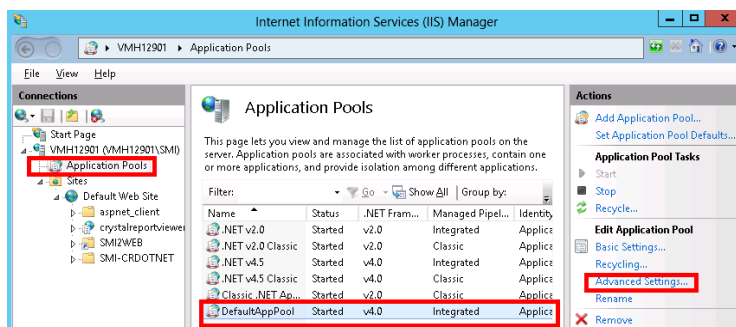 Internet Information Services (IIS) Manager
VMH12901 Application Pools
File View Help
Connections
Start Page
VMH12901 (VMH12901\SMI)
Application Pools
Sites
Default Web Site
aspnet_client
crystalreportviewer
SMI2WEB
SMI-CRDOTNET
Application Pools
This page lets you view and manage the list of application pools on the
server. Application pools are associated with worker processes, contain one
or more applications, and provide isolation among different applications.
Filter: Go Show All Group by:
Name Status .NET Fram... Managed Pipel... Identity
.NET v2.0 Started v2.0 Integrated Applica
.NET v2.0 Classic Started v2.0 Classic Applica
.NET v4.5 Started v4.0 Integrated Applica
.NET v4.5 Classic Started v4.0 Classic Applica
Classic .NET Ap... Started v2.0 Classic Applica
DefaultAppPool Started v4.0 Integrated Applica
Actions
Add Application Pool...
Set Application Pool Defaults...
Application Pool Tasks
Start
Stop
Recycle...
Edit Application Pool
Basic Settings...
Recycling...
Advanced Settings...
Rename
Remove